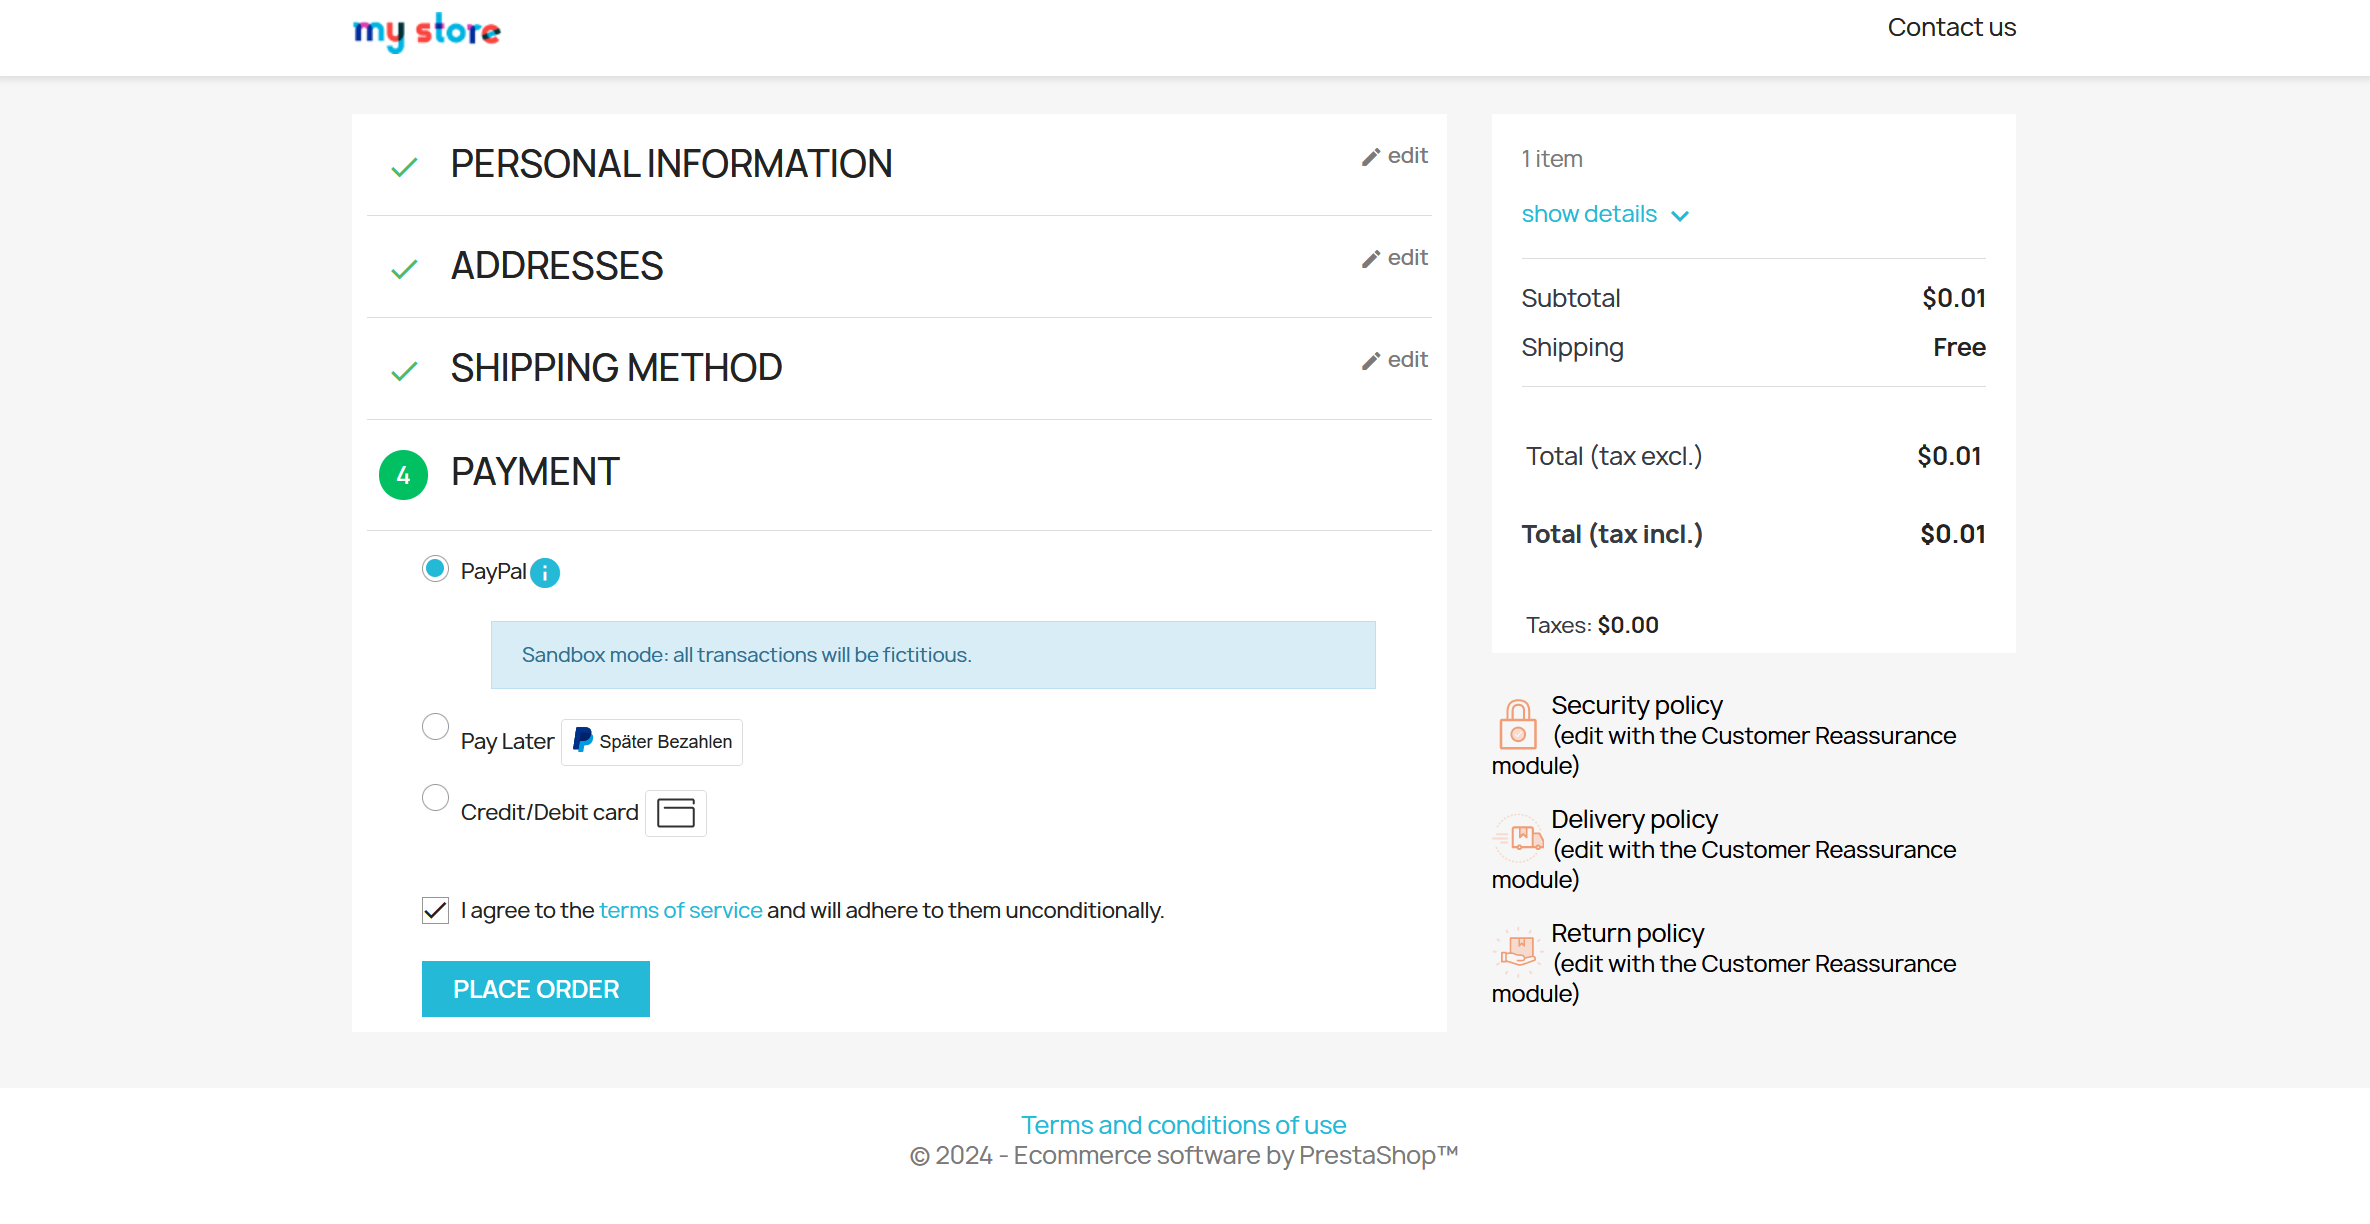 my store
Contact us
PERSONAL INFORMATION
edit
ADDRESSES
edit
SHIPPING METHOD
edit
4 PAYMENT
PayPal i
Sandbox mode: all transactions will be fictitious.
Pay Later P Später Bezahlen
Credit/Debit card
I agree to the terms of service and will adhere to them unconditionally.
PLACE ORDER
1 item
show details
Subtotal $0.01
Shipping Free
Total (tax excl.) $0.01
Total (tax incl.) $0.01
Taxes: $0.00
Security policy
(edit with the Customer Reassurance
module)
Delivery policy
(edit with the Customer Reassurance
module)
Return policy
(edit with the Customer Reassurance
module)
Terms and conditions of use
© 2024 - Ecommerce software by PrestaShop™